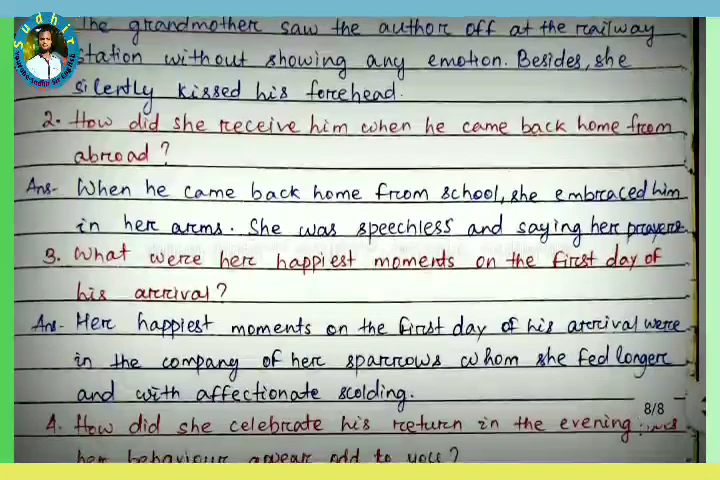 Sudhir
The grandmother saw the author off at the railway
station without showing any emotion. Besides, she
silently kissed his forehead.
2. How did she receive him when he came back home from
abroad?
Ans- When he came back home from school, she embraced him
in her arms. She was speechless and saying her prayers.
3. What were her happiest moments on the first day of
his arrival?
Ans- Her happiest moments on the first day of his arrival were
in the company of her sparrows whom she fed longer
and with affectionate scolding.
8/8
4. How did she celebrate his return in the evening
her behaviour appear odd to you?